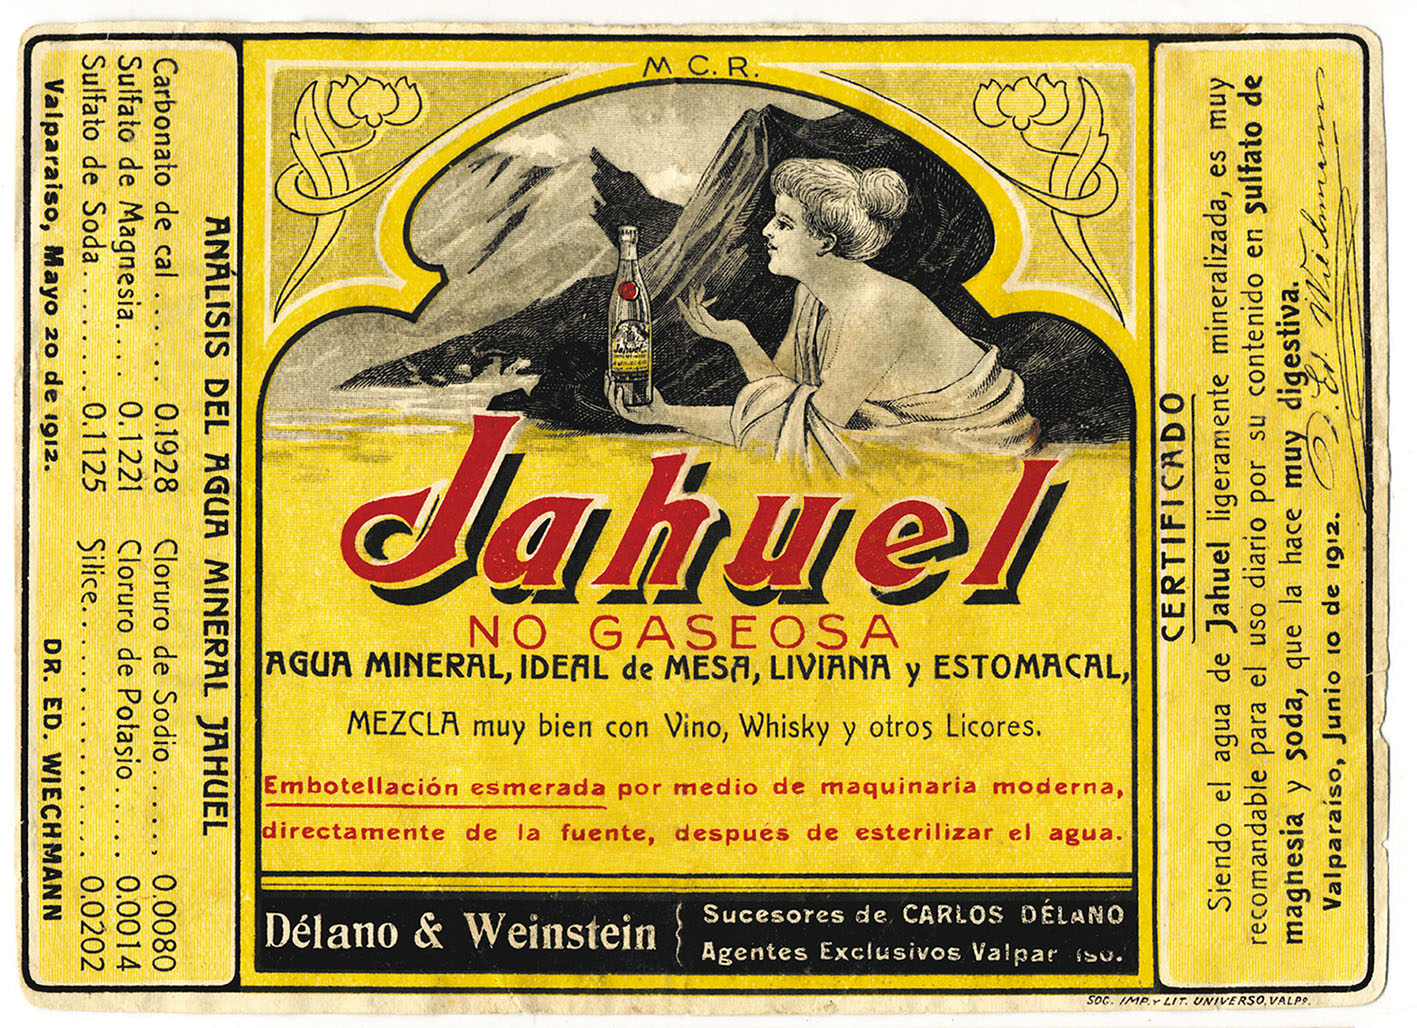 M C. R.
Jahuel
Jahuel
NO GASEOSA
AGUA MINERAL, IDEAL de MESA, LIVIANA y ESTOMACAL,
MEZCLA muy bien con Vino, Whisky y otros Licores.
Embotellación esmerada por medio de maquinaria moderna,
directamente de la fuente, después de esterilizar el agua.
Délano & Weinstein
Sucesores de CARLOS DÉLANO
Agentes Exclusivos Valpar iso.
ANÁLISIS DEL AGUA MINERAL JAHUEL
Carbonato de cal....... 0.1928 Cloruro de Sodio......, 0.0080
Sulfato de Magnesia.... 0.1221 Cloruro de Potasio...... 0.0014
Sulfato de Soda........ 0.1125 Silice................ 0.0202
Valparaiso, Mayo 20 de 1912. DR. ED. WIECHMANN
CERTIFICADO
Siendo el agua de Jahuel ligeramente mineralizada, es muy
recomandable para el uso diario por su contenido en sulfato de
magnesia y soda, que la hace muy digestiva.
Valparaíso, Junio 10 de 1912.
SOC. IMP. Y LIT. UNIVERSO, VALPO.